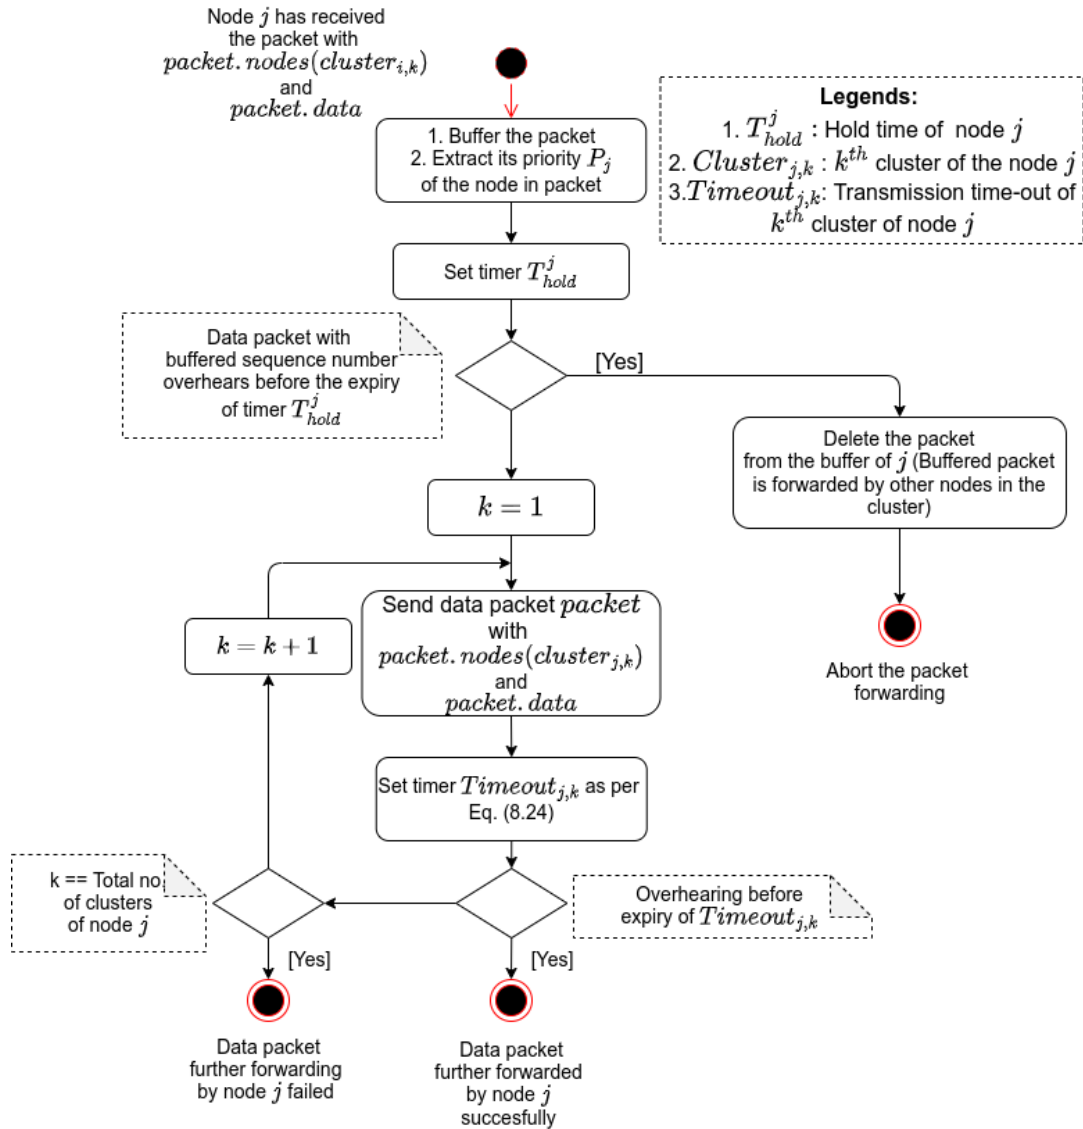 Node j has received
the packet with
packet.nodes(cluster_{i,k})
and
packet.data
Legends:
1. T^j_{hold} : Hold time of node j
2. Cluster_{j,k} : k^{th} cluster of the node j
3.Timeout_{j,k}: Transmission time-out of
k^{th} cluster of node j
1. Buffer the packet
2. Extract its priority P_j
of the node in packet
Set timer T^j_{hold}
Data packet with
buffered sequence number
overhears before the expiry
of timer T^j_{hold}
[Yes]
Delete the packet
from the buffer of j (Buffered packet
is forwarded by other nodes in the
cluster)
k = 1
Send data packet packet
with
packet.nodes(cluster_{j,k})
and
packet.data
k = k + 1
Abort the packet
forwarding
Set timer Timeout_{j,k} as per
Eq. (8.24)
k == Total no.
of clusters
of node j
Overhearing before
expiry of Timeout_{j,k}
[Yes]
[Yes]
Data packet
further forwarding
by node j failed
Data packet
further forwarded
by node j
succesfully